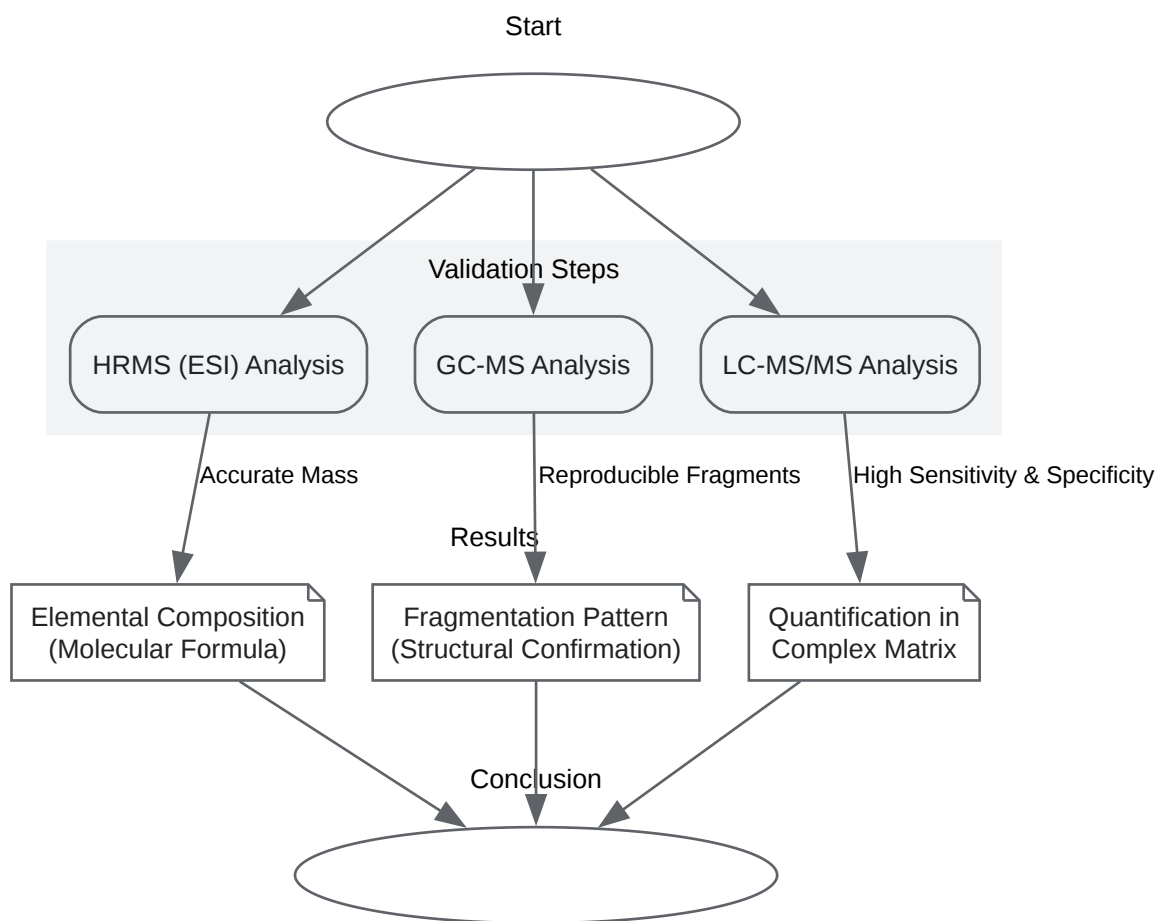 Start
Validation Steps
HRMS (ESI) Analysis
GC-MS Analysis
LC-MS/MS Analysis
Accurate Mass
Reproducible Fragments
High Sensitivity & Specificity
Results
Elemental Composition
(Molecular Formula)
Fragmentation Pattern
(Structural Confirmation)
Quantification in
Complex Matrix
Conclusion